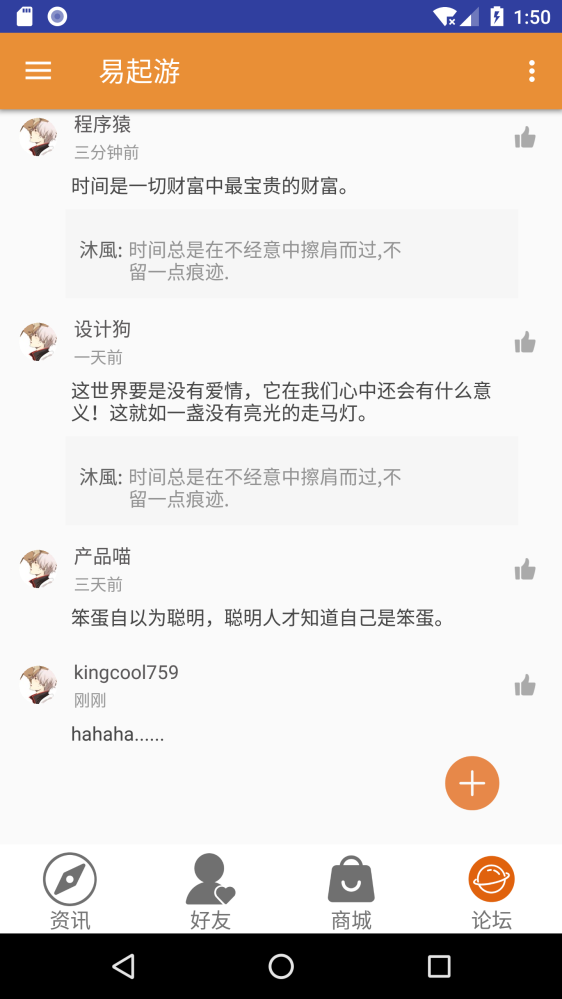 1:50
易起游
程序猿
三分钟前
时间是一切财富中最宝贵的财富。
沐風: 时间总是在不经意中擦肩而过,不
留一点痕迹.
设计狗
一天前
这世界要是没有爱情，它在我们心中还会有什么意
义！这就如一盏没有亮光的走马灯。
沐風: 时间总是在不经意中擦肩而过,不
留一点痕迹.
产品喵
三天前
笨蛋自以为聪明，聪明人才知道自己是笨蛋。
kingcool759
刚刚
hahaha......
资讯 好友 商城 论坛